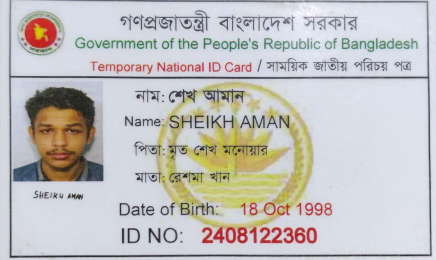 গণপ্রজাতন্ত্রী বাংলাদেশ সরকার
Government of the People's Republic of Bangladesh
Temporary National ID Card / সাময়িক জাতীয় পরিচয় পত্র
নাম: শেখ আমান
Name: SHEIKH AMAN
পিতা: মৃত শেখ মনোয়ার
মাতা: রেশমা খান
SHEIKH AMAN
Date of Birth: 18 Oct 1998
ID NO: 2408122360